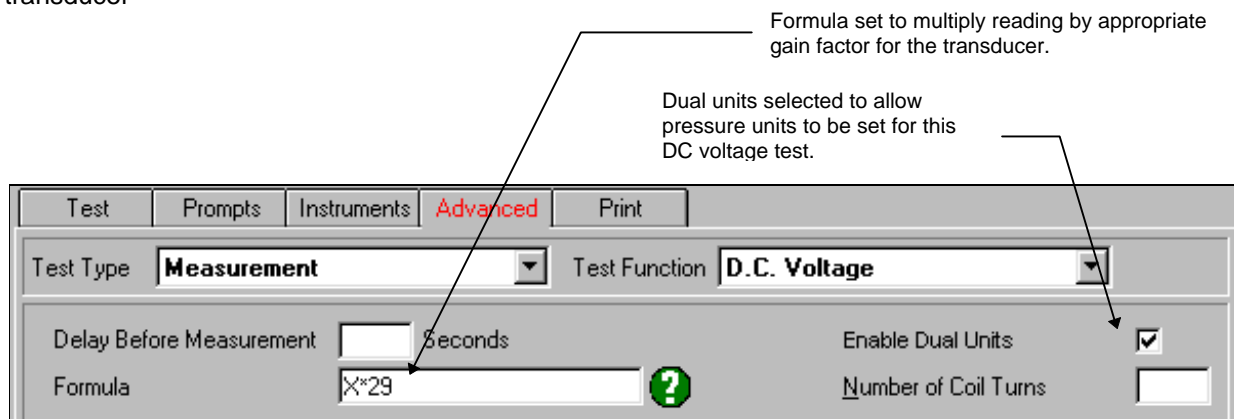 transducer
Formula set to multiply reading by appropriate
gain factor for the transducer.
Dual units selected to allow
pressure units to be set for this
DC voltage test.
Test Prompts Instruments Advanced Print
Test Type Measurement Test Function D.C. Voltage
Delay Before Measurement Seconds Enable Dual Units
Formula X*29 ? Number of Coil Turns